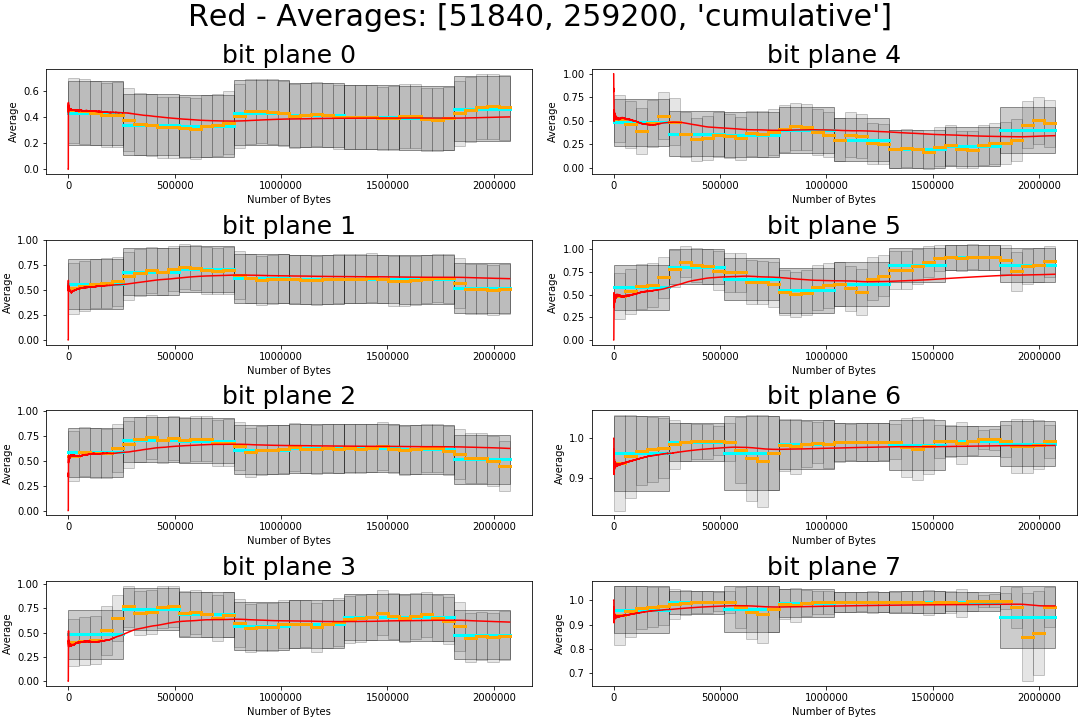 Red - Averages: [51840, 259200, 'cumulative']
bit plane 0
0.6
0.4
0.2
0.0
Average
0 500000 1000000 1500000 2000000
Number of Bytes
bit plane 4
1.00
0.75
0.50
0.25
0.00
Average
0 500000 1000000 1500000 2000000
Number of Bytes
bit plane 1
1.00
0.75
0.50
0.25
0.00
Average
0 500000 1000000 1500000 2000000
Number of Bytes
bit plane 5
1.00
0.75
0.50
0.25
0.00
Average
0 500000 1000000 1500000 2000000
Number of Bytes
bit plane 2
1.00
0.75
0.50
0.25
0.00
Average
0 500000 1000000 1500000 2000000
Number of Bytes
bit plane 6
1.0
0.9
Average
0 500000 1000000 1500000 2000000
Number of Bytes
bit plane 3
1.00
0.75
0.50
0.25
0.00
Average
0 500000 1000000 1500000 2000000
Number of Bytes
bit plane 7
1.0
0.9
0.8
0.7
Average
0 500000 1000000 1500000 2000000
Number of Bytes